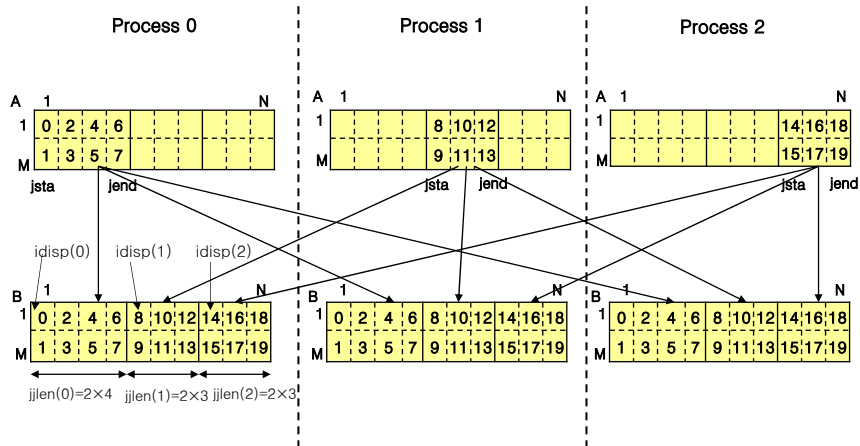 Process 0 Process 1 Process 2
A 1 N A 1 N A 1 N
1 0 2 4 6 1 8 10 12 1 14 16 18
M 1 3 5 7 M 9 11 13 M 15 17 19
jsta jend jsta jend jsta jend
idisp(0) idisp(1) idisp(2)
B 1 N B 1 N B 1 N
1 0 2 4 6 8 10 12 14 16 18 1 0 2 4 6 8 10 12 14 16 18 1 0 2 4 6 8 10 12 14 16 18
M 1 3 5 7 9 11 13 15 17 19 M 1 3 5 7 9 11 13 15 17 19 M 1 3 5 7 9 11 13 15 17 19
jjlen(0)=2×4 jjlen(1)=2×3 jjlen(2)=2×3